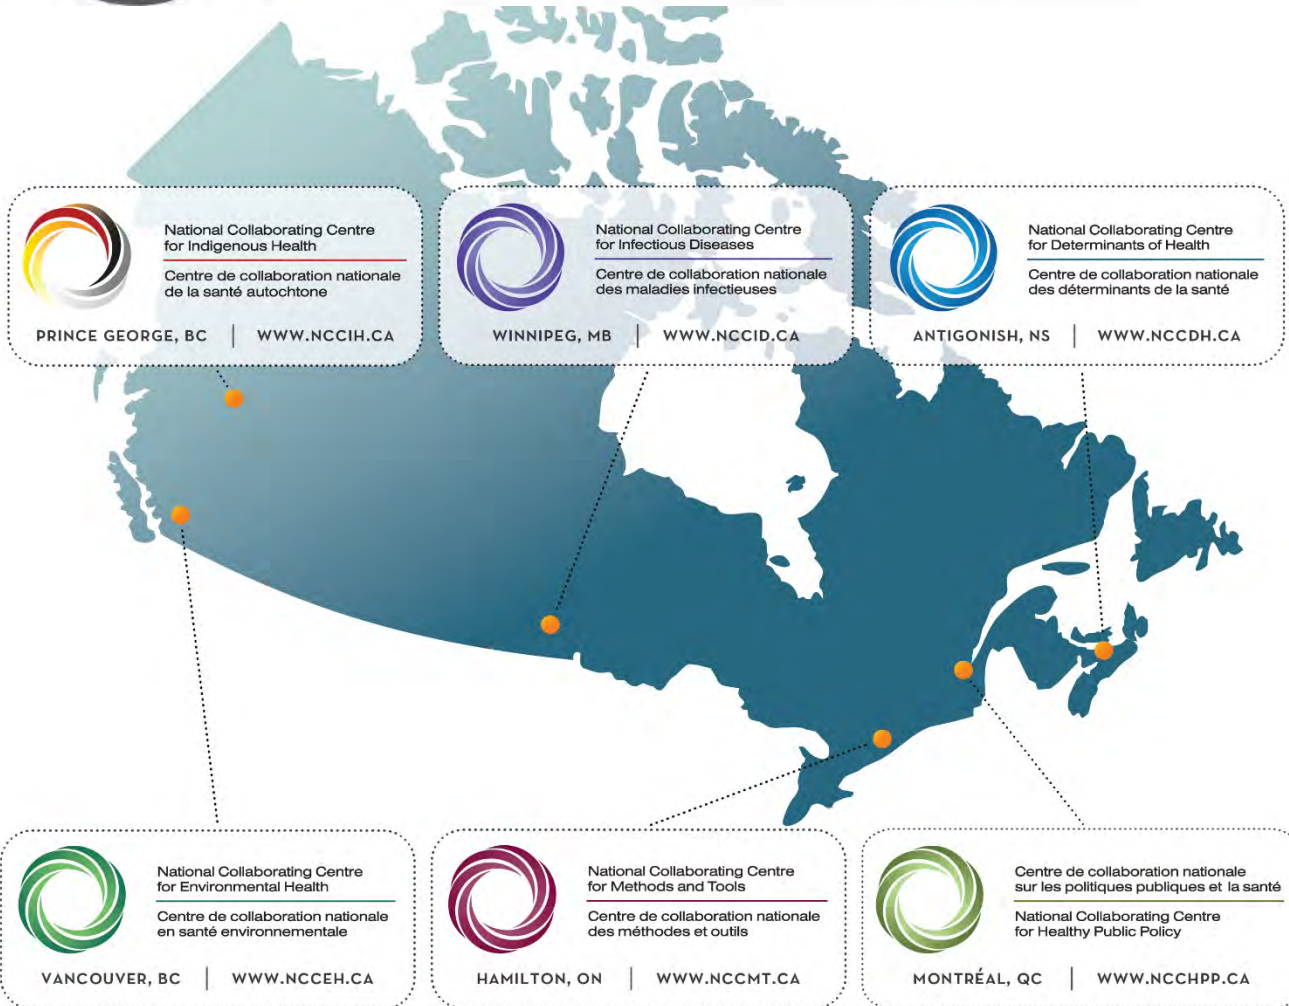 National Collaborating Centre
for Indigenous Health
Centre de collaboration nationale
de la santé autochtone
PRINCE GEORGE, BC | WWW.NCCIH.CA
National Collaborating Centre
for Infectious Diseases
Centre de collaboration nationale
des maladies infectieuses
WINNIPEG, MB | WWW.NCCID.CA
National Collaborating Centre
for Determinants of Health
Centre de collaboration nationale
des déterminants de la santé
ANTIGONISH, NS | WWW.NCCDH.CA
National Collaborating Centre
for Environmental Health
Centre de collaboration nationale
en santé environnementale
VANCOUVER, BC | WWW.NCCEH.CA
National Collaborating Centre
for Methods and Tools
Centre de collaboration nationale
des méthodes et outils
HAMILTON, ON | WWW.NCCMT.CA
Centre de collaboration nationale
sur les politiques publiques et la santé
National Collaborating Centre
for Healthy Public Policy
MONTRÉAL, QC | WWW.NCCHPP.CA